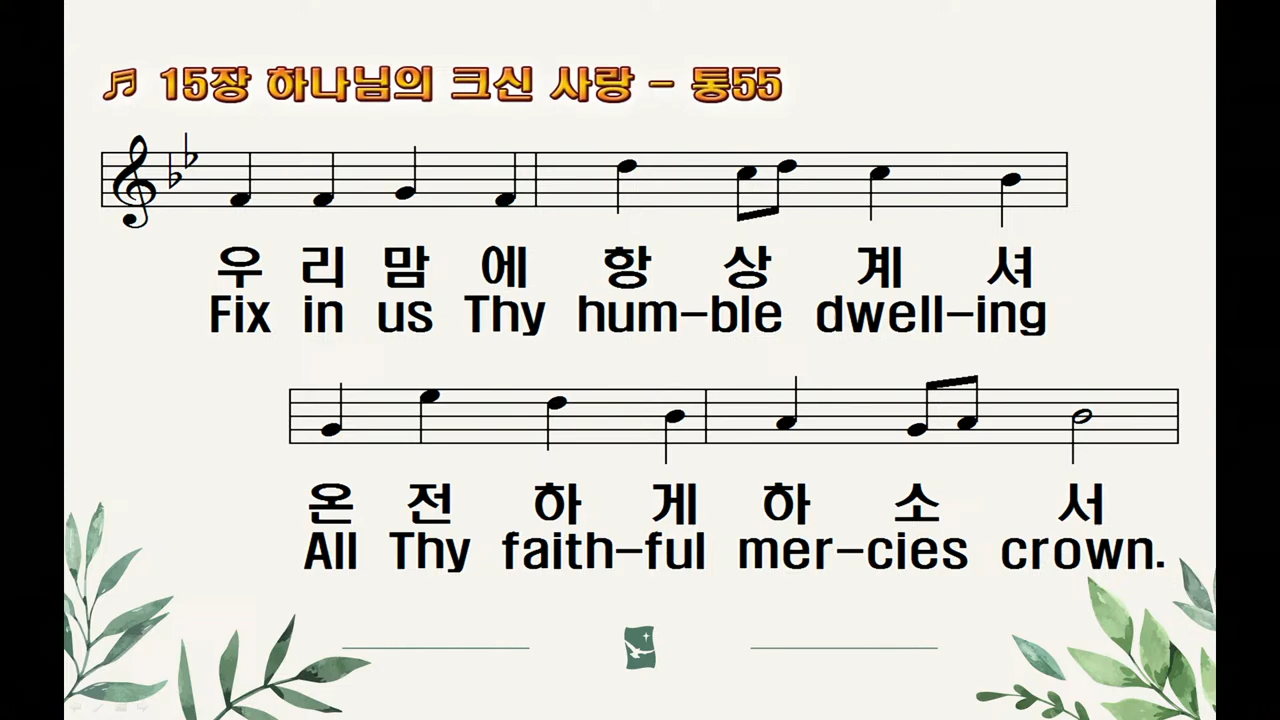 15장 하나님의 크신 사랑 - 통55
우리맘에 항상계셔
Fix in us Thy hum-ble dwell-ing
온전하게 하소서
All Thy faith-ful mer-cies crown.